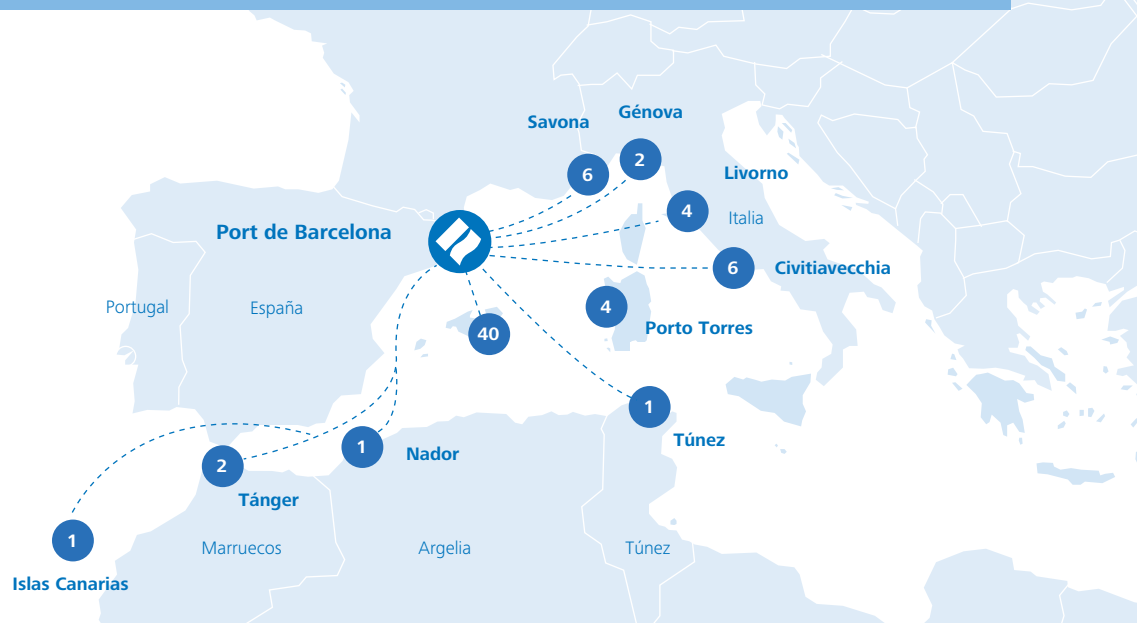 Génova
Savona
2
6
Livorno
4
Italia
Port de Barcelona
6
Civitiavecchia
Portugal
España
4
Porto Torres
40
1
Túnez
1
Nador
2
Tánger
1
Marruecos
Argelia
Túnez
Islas Canarias